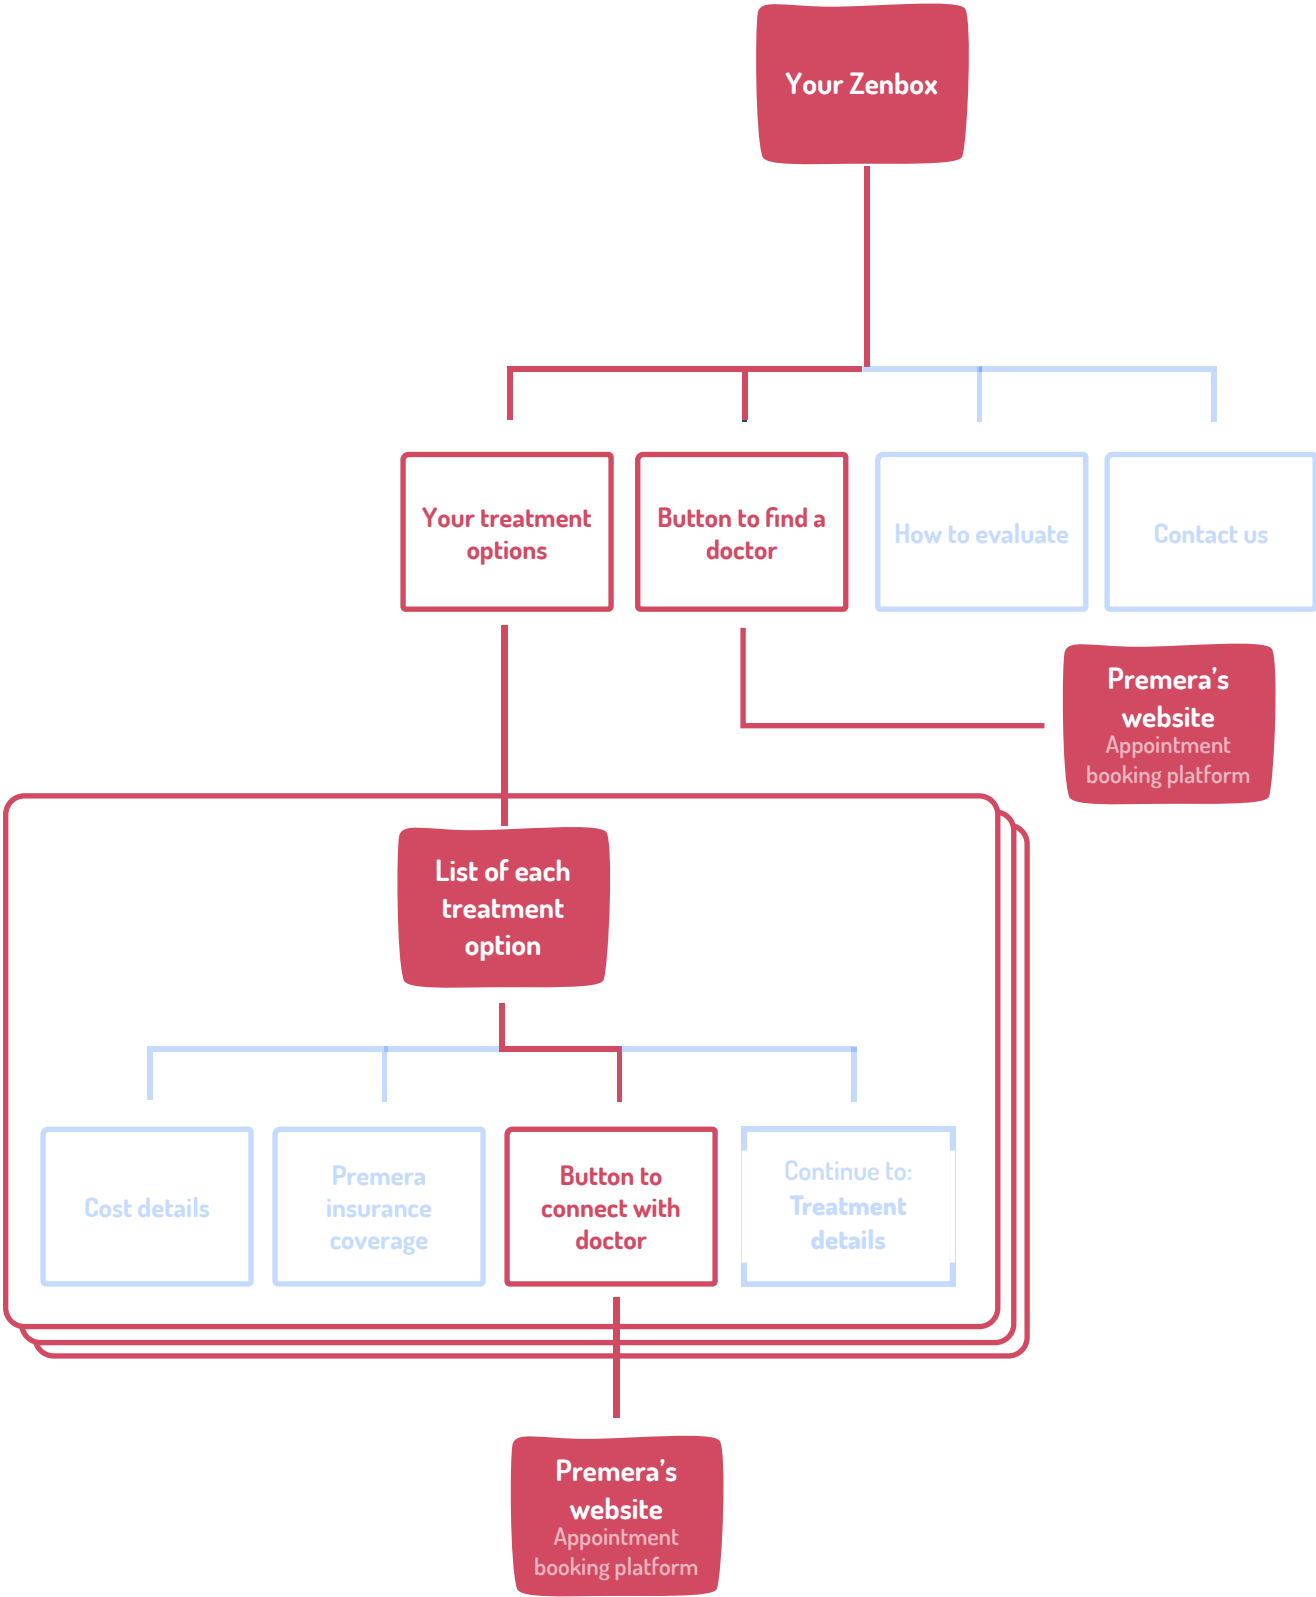 Your Zenbox
Your treatment
options
Button to find a
doctor
How to evaluate
Contact us
Premera’s
website
Appointment
booking platform
List of each
treatment
option
Cost details
Premera
insurance
coverage
Button to
connect with
doctor
Continue to:
Treatment
details
Premera’s
website
Appointment
booking platform